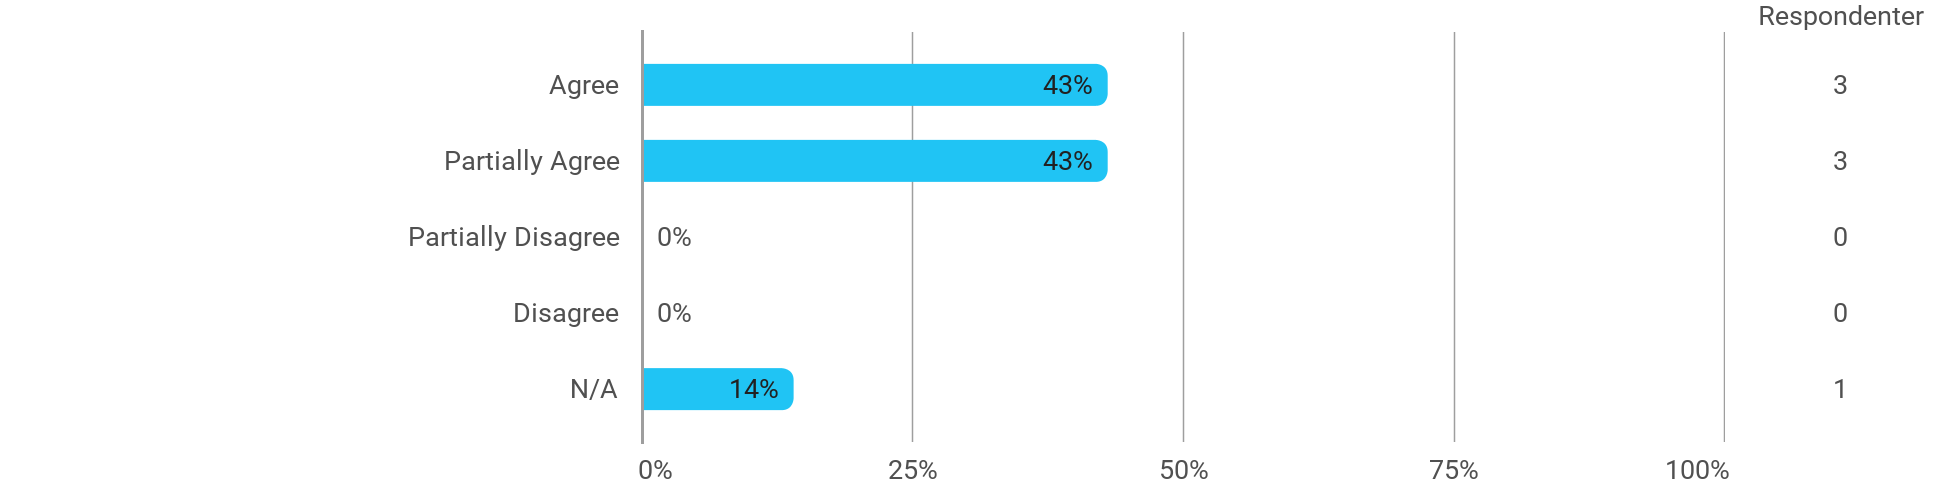 Respondenter
Agree 43% 3
Partially Agree 43% 3
Partially Disagree 0% 0
Disagree 0% 0
N/A 14% 1
0% 25% 50% 75% 100%